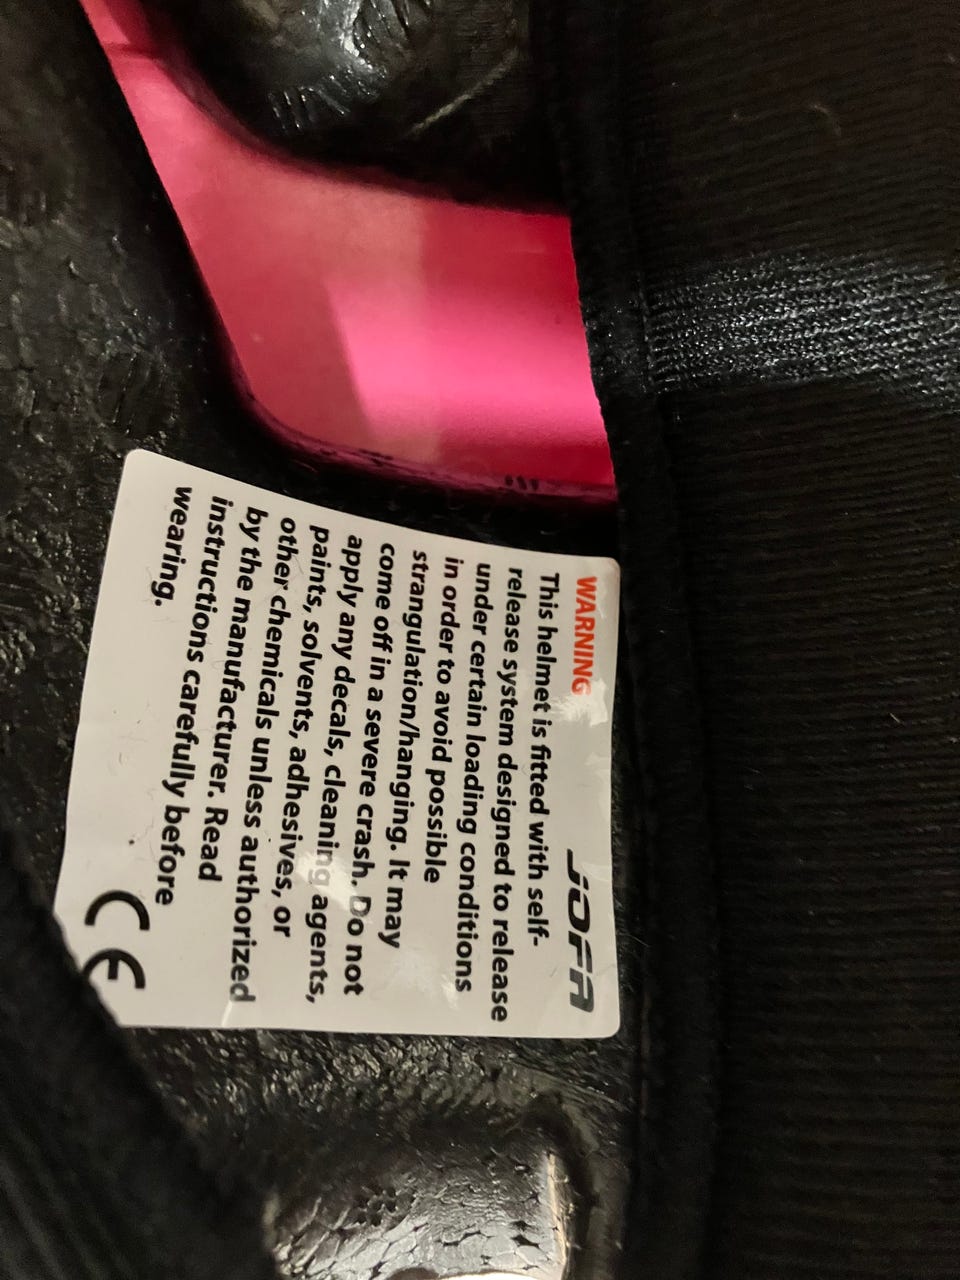 WARNING JOFA
This helmet is fitted with self-
release system designed to release
under certain loading conditions
in order to avoid possible
strangulation/hanging. It may
come off in a severe crash. Do not
apply any decals, cleaning agents,
paints, solvents, adhesives, or
other chemicals unless authorized
by the manufacturer. Read
instructions carefully before
wearing.
CE